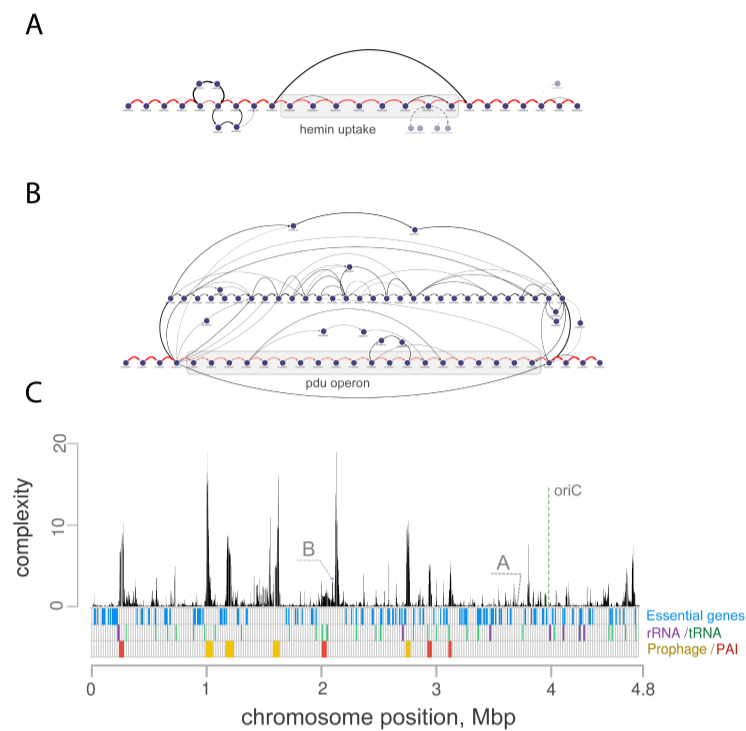 A
hemin uptake
B
pdu operon
C
complexity
0 10 20
B
A
oriC
Essential genes
rRNA / tRNA
Prophage / PAI
0 1 2 3 4 4.8
chromosome position, Mbp